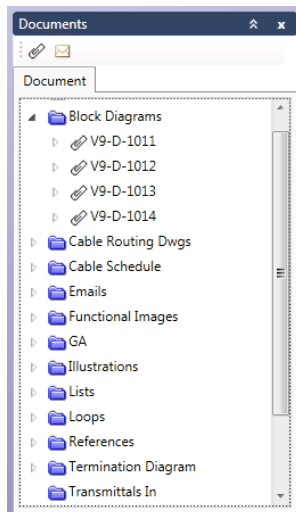 Documents
Document
Block Diagrams
V9-D-1011
V9-D-1012
V9-D-1013
V9-D-1014
Cable Routing Dwgs
Cable Schedule
Emails
Functional Images
GA
Illustrations
Lists
Loops
References
Termination Diagram
Transmittals In